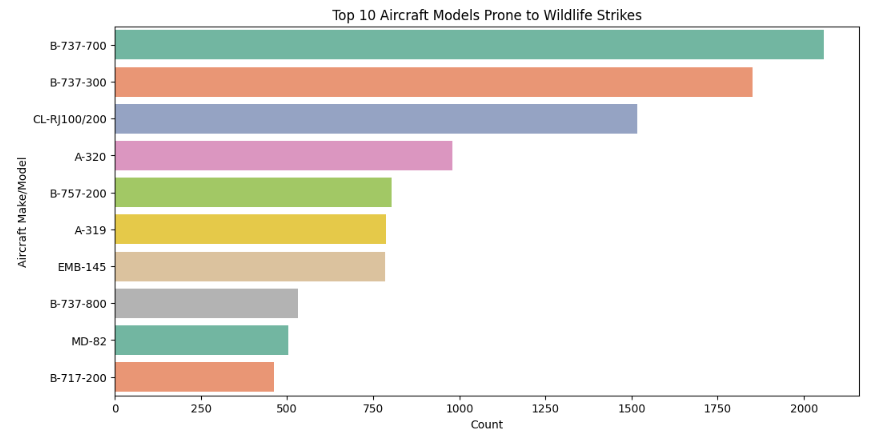 Top 10 Aircraft Models Prone to Wildlife Strikes
Aircraft Make/Model
B-737-700
B-737-300
CL-RJ100/200
A-320
B-757-200
A-319
EMB-145
B-737-800
MD-82
B-717-200
0 250 500 750 1000 1250 1500 1750 2000
Count